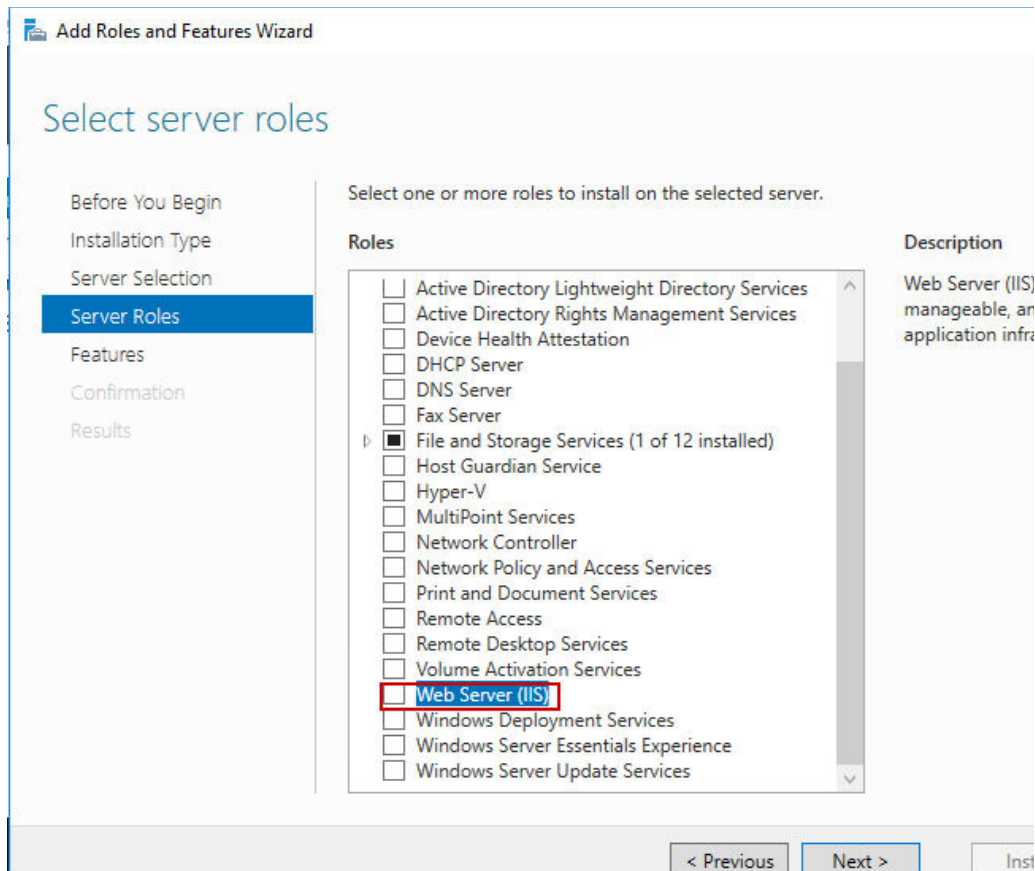 Add Roles and Features Wizard
Select server roles
Before You Begin
Installation Type
Server Selection
Server Roles
Features
Confirmation
Results
Select one or more roles to install on the selected server.
Roles
Active Directory Lightweight Directory Services
Active Directory Rights Management Services
Device Health Attestation
DHCP Server
DNS Server
Fax Server
File and Storage Services (1 of 12 installed)
Host Guardian Service
Hyper-V
MultiPoint Services
Network Controller
Network Policy and Access Services
Print and Document Services
Remote Access
Remote Desktop Services
Volume Activation Services
Web Server (IIS)
Windows Deployment Services
Windows Server Essentials Experience
Windows Server Update Services
Description
Web Server (IIS)
manageable, an
application infra
< Previous
Next >
Inst